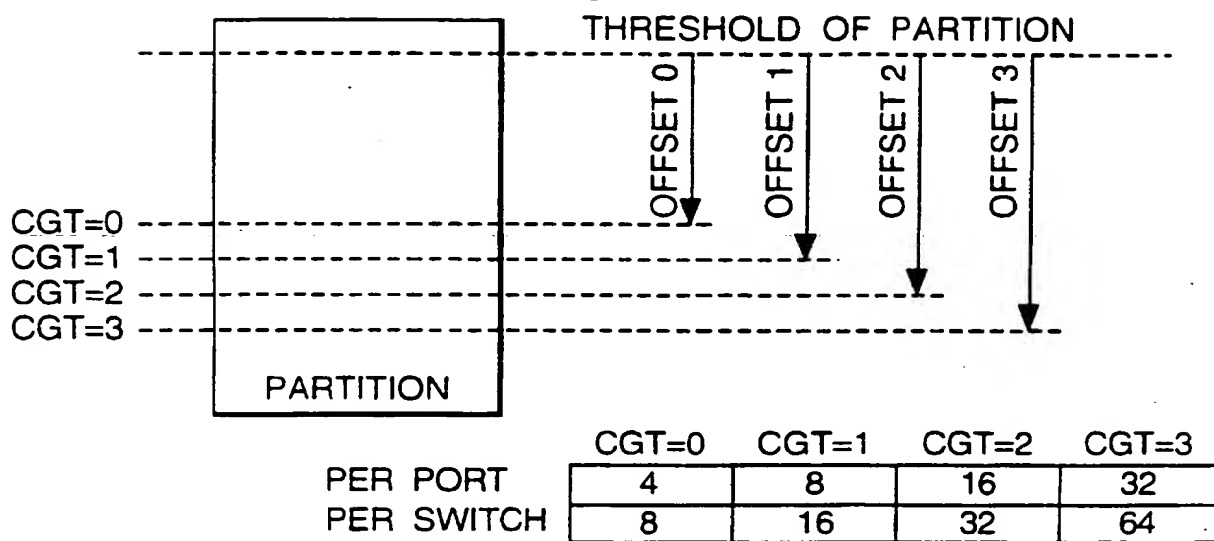 THRESHOLD OF PARTITION
OFFSET 0
OFFSET 1
OFFSET 2
OFFSET 3
CGT=0
CGT=1
CGT=2
CGT=3
PARTITION
CGT=0 CGT=1 CGT=2 CGT=3
PER PORT 4 8 16 32
PER SWITCH 8 16 32 64